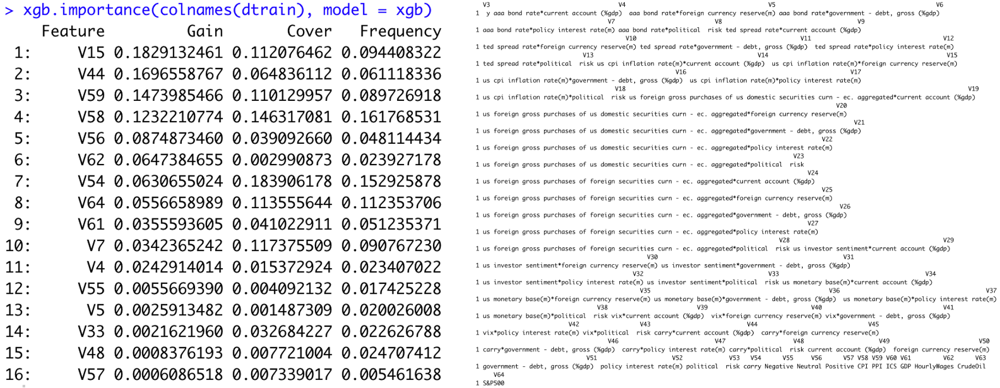 > xgb.importance(colnames(dtrain), model = xgb)
Feature Gain Cover Frequency
1: V15 0.1829132461 0.112076462 0.094408322
2: V44 0.1696558767 0.064836112 0.061118336
3: V59 0.1473985466 0.110129957 0.089726918
4: V58 0.1232210774 0.146317081 0.161768531
5: V56 0.0874873460 0.039092660 0.048114434
6: V62 0.0647384655 0.002990873 0.023927178
7: V54 0.0630655024 0.183906178 0.152925878
8: V64 0.0556658989 0.113555644 0.112353706
9: V61 0.0355593605 0.041022911 0.051235371
10: V7 0.0342365242 0.117375509 0.090767230
11: V4 0.0242914014 0.015372924 0.023407022
12: V55 0.0055669390 0.004092132 0.017425228
13: V5 0.0025913482 0.001487309 0.020026008
14: V33 0.0021621960 0.032684227 0.022626788
15: V48 0.0008376193 0.007721004 0.024707412
16: V57 0.0006086518 0.007339017 0.005461638
V3 V4 V5 V6
1 y aaa bond rate*current account (%gdp) aaa bond rate*foreign currency reserve(m) aaa bond rate*government - debt, gross (%gdp)
V7 V8 V9
1 aaa bond rate*policy interest rate(m) aaa bond rate*political risk ted spread rate*current account (%gdp)
V10 V11 V12
1 ted spread rate*foreign currency reserve(m) ted spread rate*government - debt, gross (%gdp) ted spread rate*policy interest rate(m)
V13 V14 V15
1 ted spread rate*political risk us cpi inflation rate(m)*current account (%gdp) us cpi inflation rate(m)*foreign currency reserve(m)
V16 V17
1 us cpi inflation rate(m)*government - debt, gross (%gdp) us cpi inflation rate(m)*policy interest rate(m)
V18 V19
1 us cpi inflation rate(m)*political risk us foreign gross purchases of us domestic securities curn - ec. aggregated*current account (%gdp)
V20
1 us foreign gross purchases of us domestic securities curn - ec. aggregated*foreign currency reserve(m)
V21
1 us foreign gross purchases of us domestic securities curn - ec. aggregated*government - debt, gross (%gdp)
V22
1 us foreign gross purchases of us domestic securities curn - ec. aggregated*policy interest rate(m)
V23
1 us foreign gross purchases of us domestic securities curn - ec. aggregated*political risk
V24
1 us foreign gross purchases of foreign securities curn - ec. aggregated*current account (%gdp)
V25
1 us foreign gross purchases of foreign securities curn - ec. aggregated*foreign currency reserve(m)
V26
1 us foreign gross purchases of foreign securities curn - ec. aggregated*government - debt, gross (%gdp)
V27
1 us foreign gross purchases of foreign securities curn - ec. aggregated*policy interest rate(m)
V28 V29
1 us foreign gross purchases of foreign securities curn - ec. aggregated*political risk us investor sentiment*current account (%gdp)
V30 V31
1 us investor sentiment*foreign currency reserve(m) us investor sentiment*government - debt, gross (%gdp)
V32 V33 V34
1 us investor sentiment*policy interest rate(m) us investor sentiment*political risk us monetary base(m)*current account (%gdp)
V35 V36 V37
1 us monetary base(m)*foreign currency reserve(m) us monetary base(m)*government - debt, gross (%gdp) us monetary base(m)*policy interest rate(m)
V38 V39 V40 V41
1 us monetary base(m)*political risk vix*current account (%gdp) vix*foreign currency reserve(m) vix*government - debt, gross (%gdp)
V42 V43 V44 V45
1 vix*policy interest rate(m) vix*political risk carry*current account (%gdp) carry*foreign currency reserve(m)
V46 V47 V48 V49 V50
1 carry*government - debt, gross (%gdp) carry*policy interest rate(m) carry*political risk current account (%gdp) foreign currency reserve(m)
V51 V52 V53 V54 V55 V56 V57 V58 V59 V60 V61 V62 V63
1 government - debt, gross (%gdp) policy interest rate(m) political risk carry Negative Neutral Positive CPI PPI ICS GDP HourlyWages CrudeOil
V64
1 S&P500